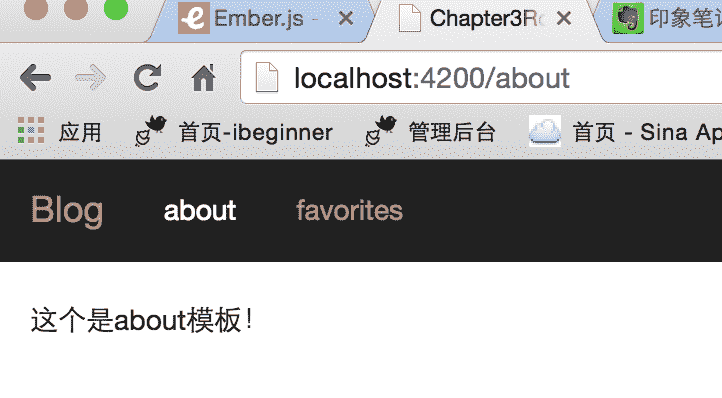 Ember.js - Chapter3Ro 印象笔记
localhost:4200/about
应用 首页-ibeginner 管理后台 首页 - Sina Ap
Blog about favorites
这个是about模板！